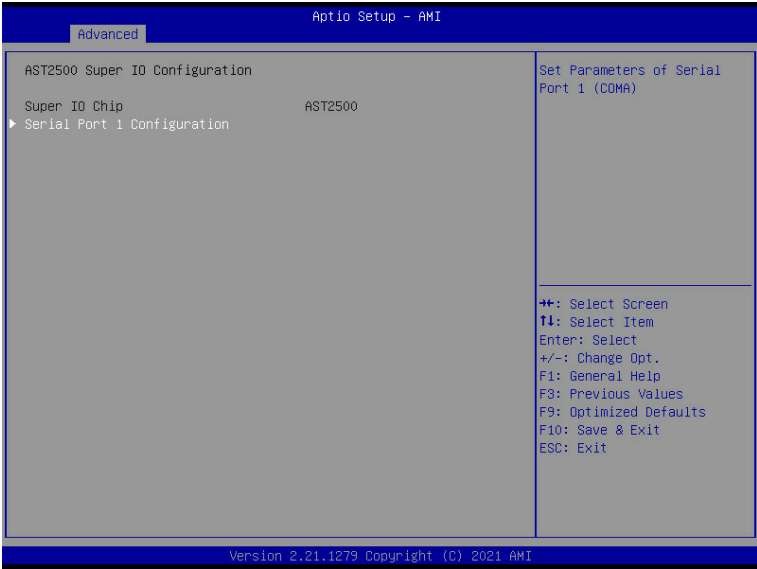 Aptio Setup - AMI
Advanced
AST2500 Super IO Configuration
Super IO Chip AST2500
Serial Port 1 Configuration
Set Parameters of Serial
Port 1 (COMA)
→←: Select Screen
↑↓: Select Item
Enter: Select
+/-: Change Opt.
F1: General Help
F3: Previous Values
F9: Optimized Defaults
F10: Save & Exit
ESC: Exit
Version 2.21.1279 Copyright (C) 2021 AMI